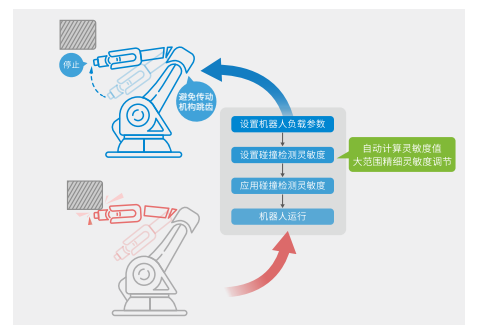 停止
避免传动
机构跳齿
设置机器人负载参数
设置碰撞检测灵敏度
应用碰撞检测灵敏度
机器人运行
自动计算灵敏度值
大范围精细灵敏度调节